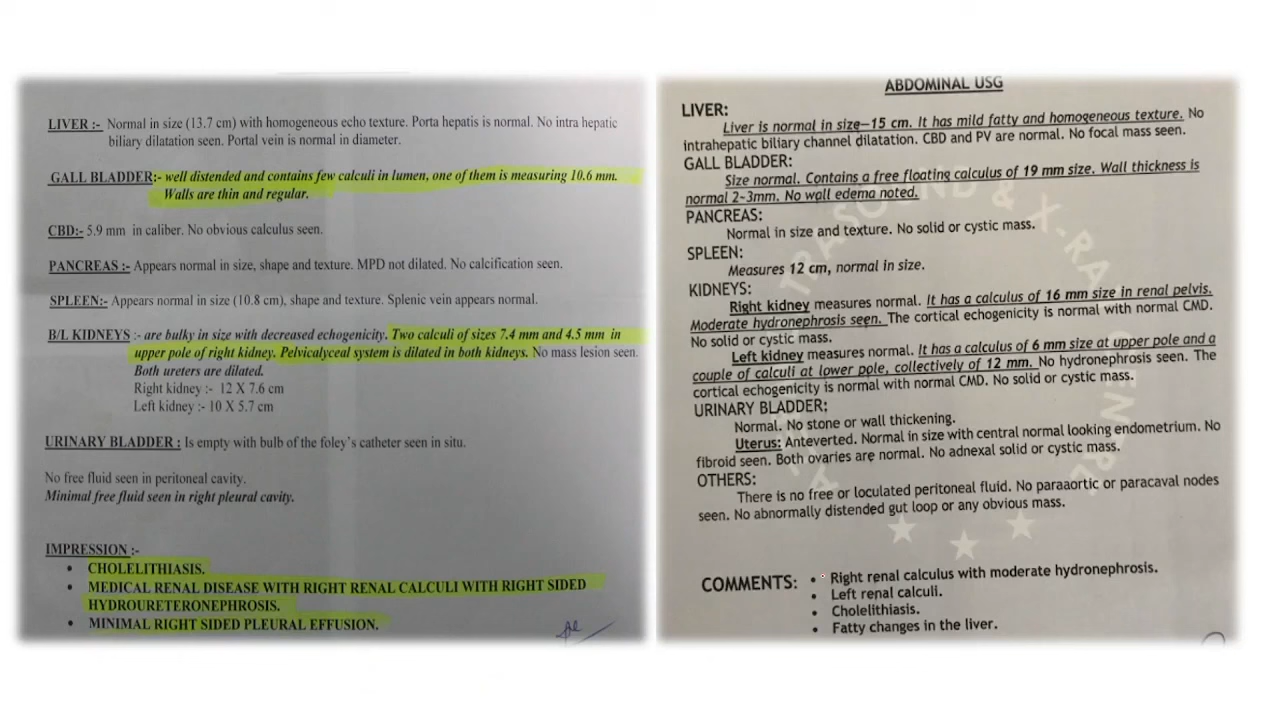 LIVER :- Normal in size (13.7 cm) with homogeneous echo texture. Porta hepatis is normal. No intra hepatic
biliary dilatation seen. Portal vein is normal in diameter.
GALL BLADDER:- well distended and contains few calculi in lumen, one of them is measuring 10.6 mm.
Walls are thin and regular.
CBD:- 5.9 mm in caliber. No obvious calculus seen.
PANCREAS :- Appears normal in size, shape and texture. MPD not dilated. No calcification seen.
SPLEEN:- Appears normal in size (10.8 cm), shape and texture. Splenic vein appears normal.
B/L KIDNEYS :- are bulky in size with decreased echogenicity. Two calculi of sizes 7.4 mm and 4.5 mm in
upper pole of right kidney. Pelvicalyceal system is dilated in both kidneys. No mass lesion seen.
Both ureters are dilated.
Right kidney :- 12 X 7.6 cm
Left kidney :- 10 X 5.7 cm
URINARY BLADDER : Is empty with bulb of the foley's catheter seen in situ.
No free fluid seen in peritoneal cavity.
Minimal free fluid seen in right pleural cavity.
IMPRESSION :-
• CHOLELITHIASIS.
• MEDICAL RENAL DISEASE WITH RIGHT RENAL CALCULI WITH RIGHT SIDED
HYDROURETERONEPHROSIS.
• MINIMAL RIGHT SIDED PLEURAL EFFUSION.
ABDOMINAL USG
LIVER:
Liver is normal in size–15 cm. It has mild fatty and homogeneous texture. No
intrahepatic biliary channel dilatation. CBD and PV are normal. No focal mass seen.
GALL BLADDER:
Size normal. Contains a free floating calculus of 19 mm size. Wall thickness is
normal 2~3mm. No wall edema noted.
PANCREAS:
Normal in size and texture. No solid or cystic mass.
SPLEEN:
Measures 12 cm, normal in size.
KIDNEYS:
Right kidney measures normal. It has a calculus of 16 mm size in renal pelvis.
Moderate hydronephrosis seen. The cortical echogenicity is normal with normal CMD.
No solid or cystic mass.
Left kidney measures normal. It has a calculus of 6 mm size at upper pole and a
couple of calculi at lower pole, collectively of 12 mm. No hydronephrosis seen. The
cortical echogenicity is normal with normal CMD. No solid or cystic mass.
URINARY BLADDER:
Normal. No stone or wall thickening.
Uterus: Anteverted. Normal in size with central normal looking endometrium. No
fibroid seen. Both ovaries are normal. No adnexal solid or cystic mass.
OTHERS:
There is no free or loculated peritoneal fluid. No paraaortic or paracaval nodes
seen. No abnormally distended gut loop or any obvious mass.
COMMENTS: • Right renal calculus with moderate hydronephrosis.
• Left renal calculi.
• Cholelithiasis.
• Fatty changes in the liver.